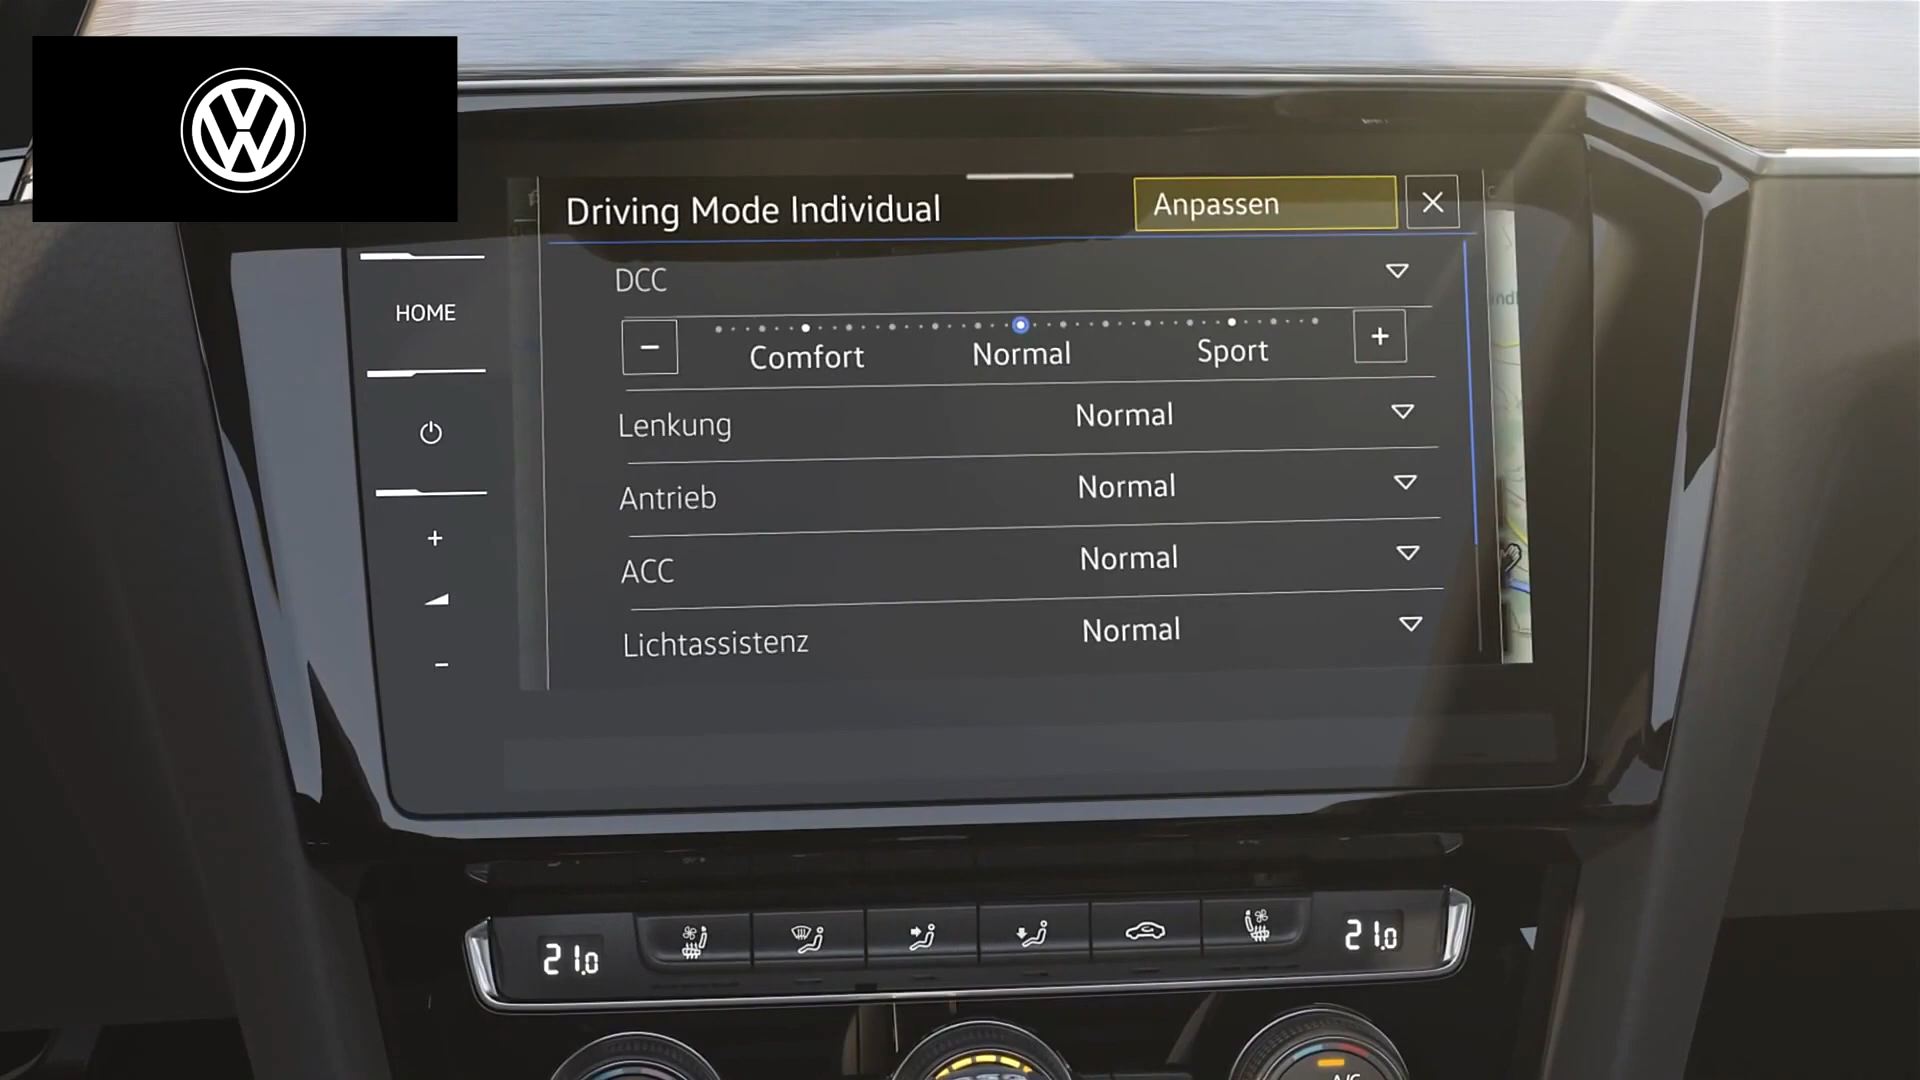 Driving Mode Individual
Anpassen
DCC
HOME
Comfort
Normal
Sport
Lenkung
Normal
Antrieb
Normal
ACC
Normal
Lichtassistenz
Normal
21.0
21.0